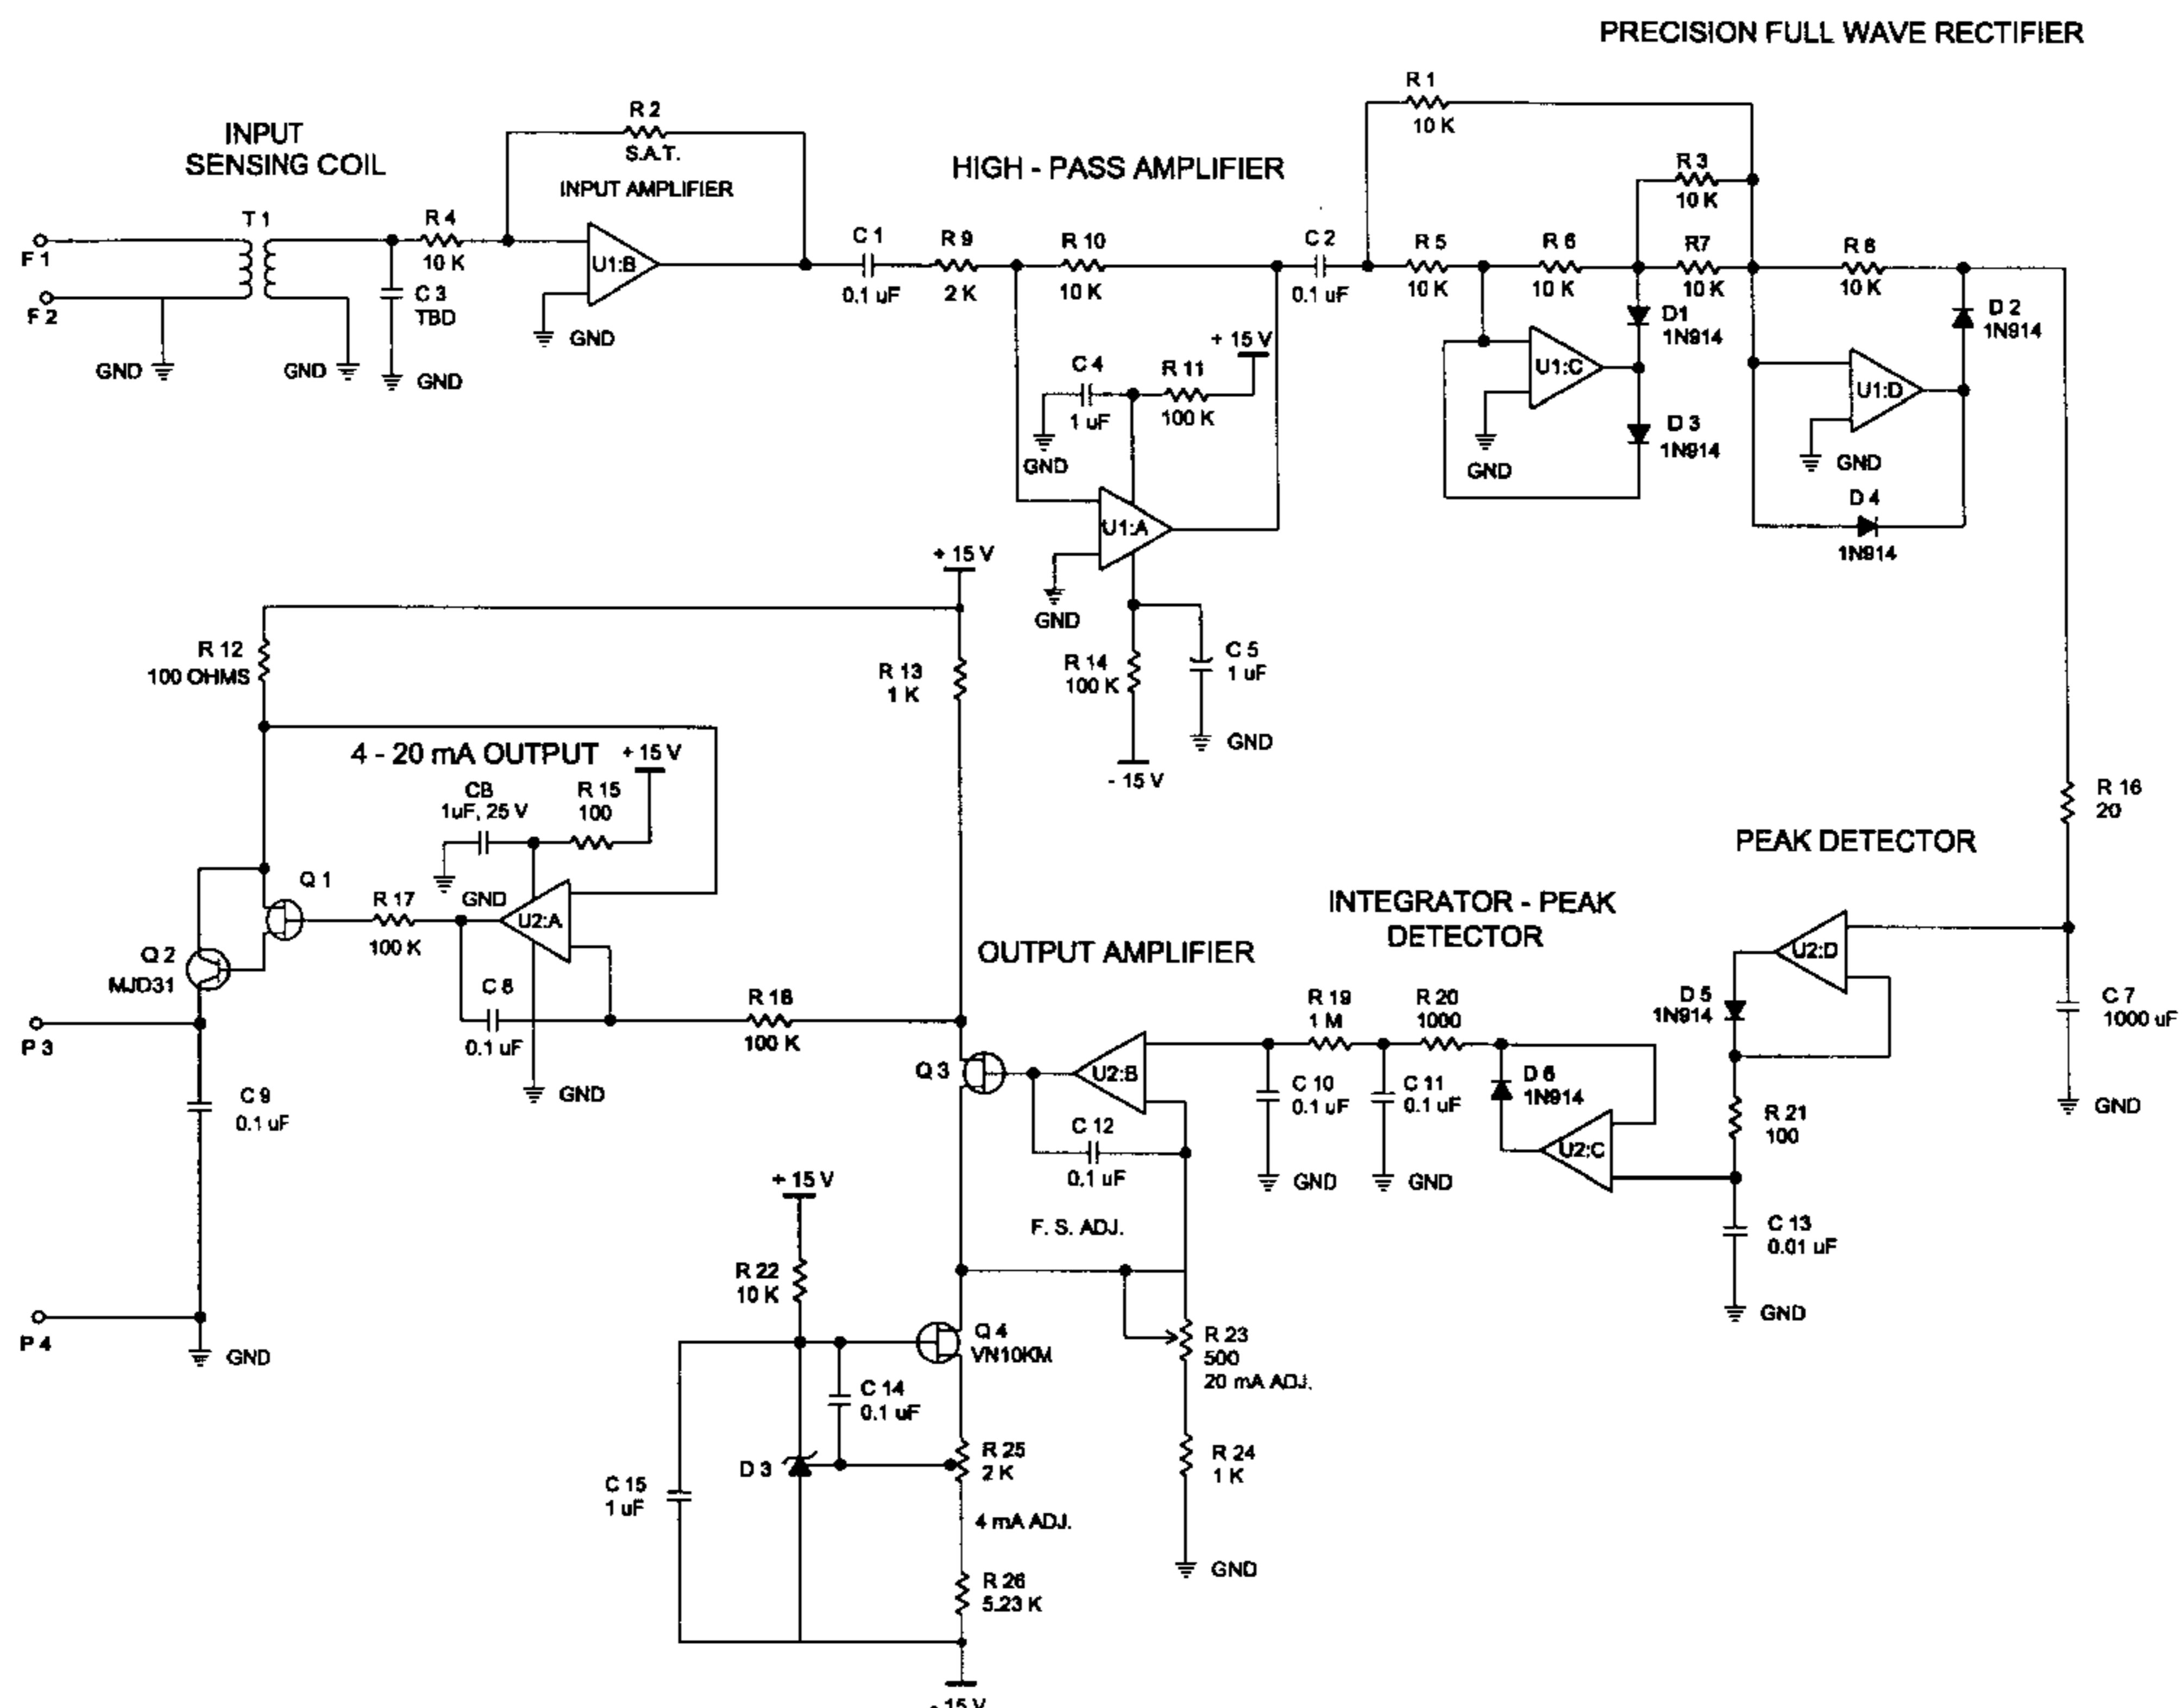 PRECISION FULL WAVE RECTIFIER
R 1
10 K
R 2
S.A.T.
INPUT
SENSING COIL
INPUT AMPLIFIER
HIGH - PASS AMPLIFIER
R 3
10 K
T 1
R 4
10 K
F 1
F 2
C 3
TBD
GND
GND
GND
U1:B
GND
C 1
0.1 uF
R 9
2 K
R 10
10 K
C 2
0.1 uF
R 5
10 K
R 6
10 K
R7
10 K
R 8
10 K
D1
1N914
D 2
1N914
U1:C
GND
D 3
1N914
U1:D
GND
D 4
1N914
+ 15 V
C 4
1 uF
R 11
100 K
GND
U1:A
GND
R 14
100 K
C 5
1 uF
GND
- 15 V
+ 15 V
R 12
100 OHMS
R 13
1 K
4 - 20 mA OUTPUT
+ 15 V
CB
1uF, 25 V
R 15
100
GND
Q 1
R 17
100 K
U2:A
Q 2
MJD31
C 8
0.1 uF
R 18
100 K
GND
P 3
C 9
0.1 uF
P 4
GND
R 16
20
PEAK DETECTOR
INTEGRATOR - PEAK
DETECTOR
OUTPUT AMPLIFIER
U2:D
D 5
1N914
C 7
1000 uF
GND
R 19
1 M
R 20
1000
Q 3
U2:B
C 10
0.1 uF
C 11
0.1 uF
D 6
1N914
U2:C
R 21
100
C 12
0.1 uF
GND
GND
C 13
0.01 uF
GND
F. S. ADJ.
+ 15 V
R 22
10 K
Q 4
VN10KM
R 23
500
20 mA ADJ.
C 14
0.1 uF
D 3
R 25
2 K
R 24
1 K
C 15
1 uF
4 mA ADJ.
GND
R 26
5.23 K
- 15 V